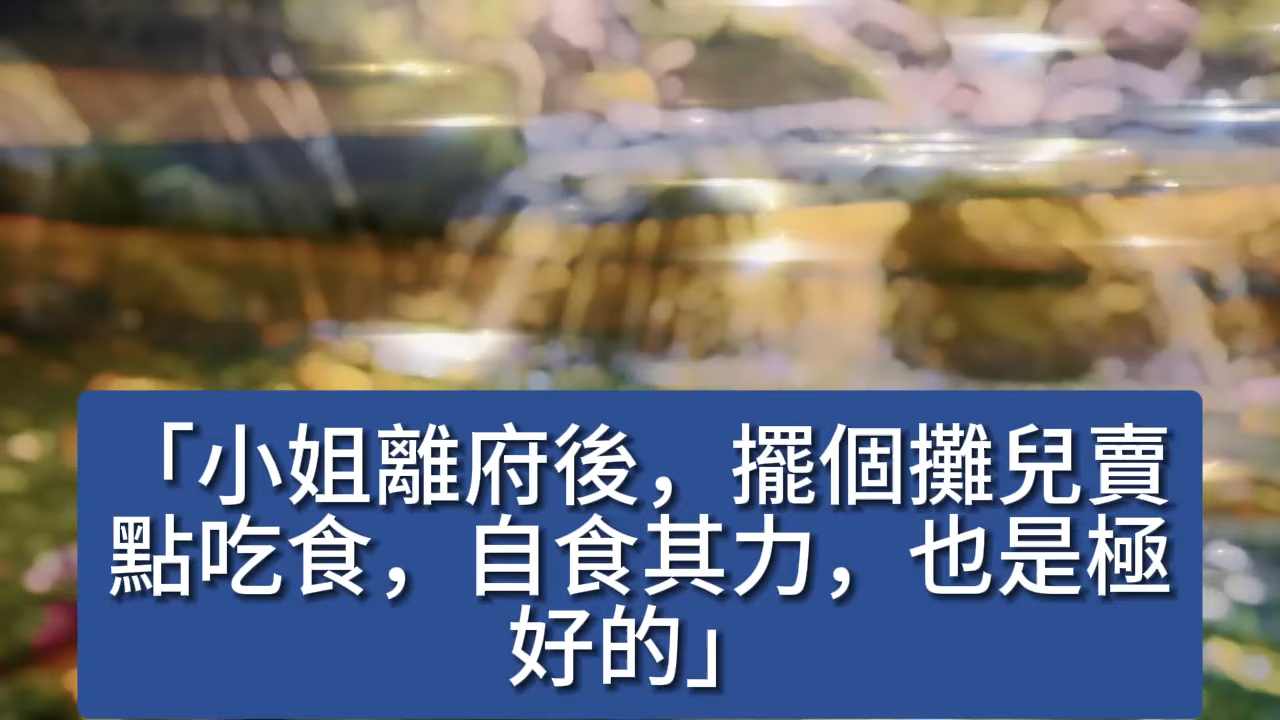 「小姐離府後，擺個攤兒賣
點吃食，自食其力，也是極
好的」